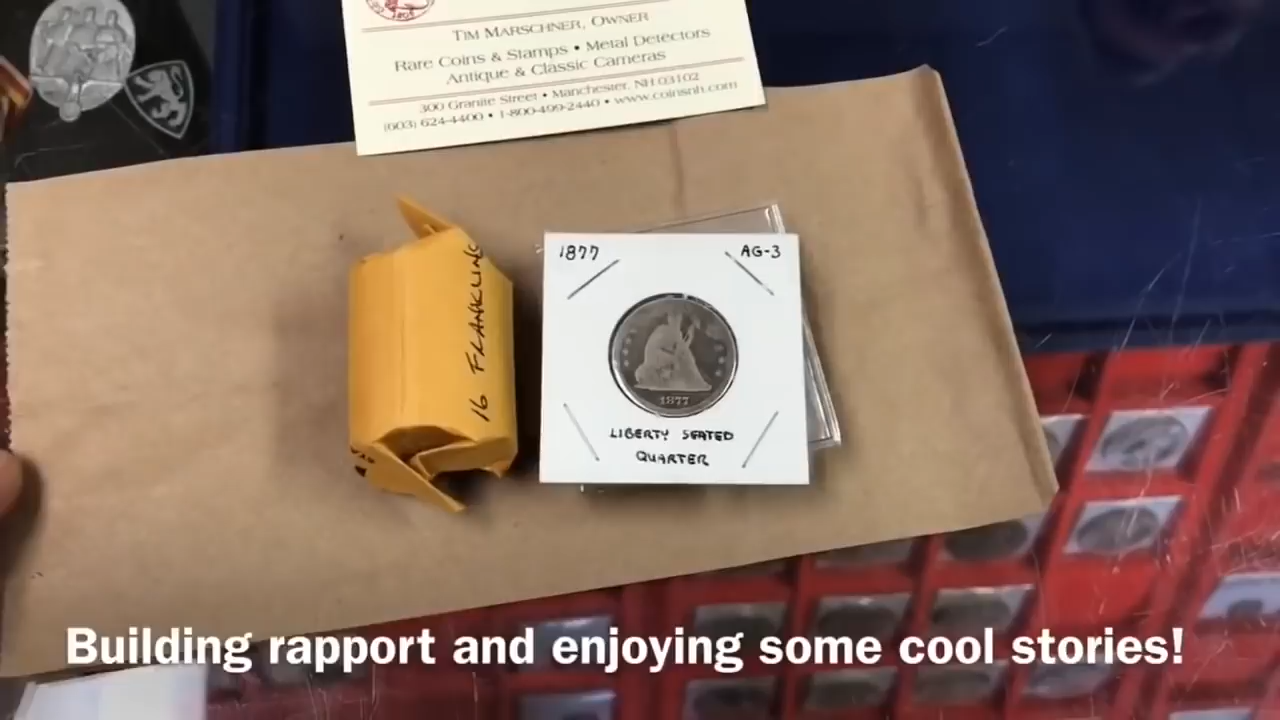 TIM MARSCHNER, OWNER
RARE COINS & STAMPS • METAL DETECTORS
ANTIQUE & CLASSIC CAMERAS
300 GRANITE STREET • MANCHESTER, NH 03102
(603) 624-4400 • 1-800-499-2440 • www.coinsnh.com
16 FRANKLINS
1877 AG-3
1877
LIBERTY SEATED
QUARTER
Building rapport and enjoying some cool stories!